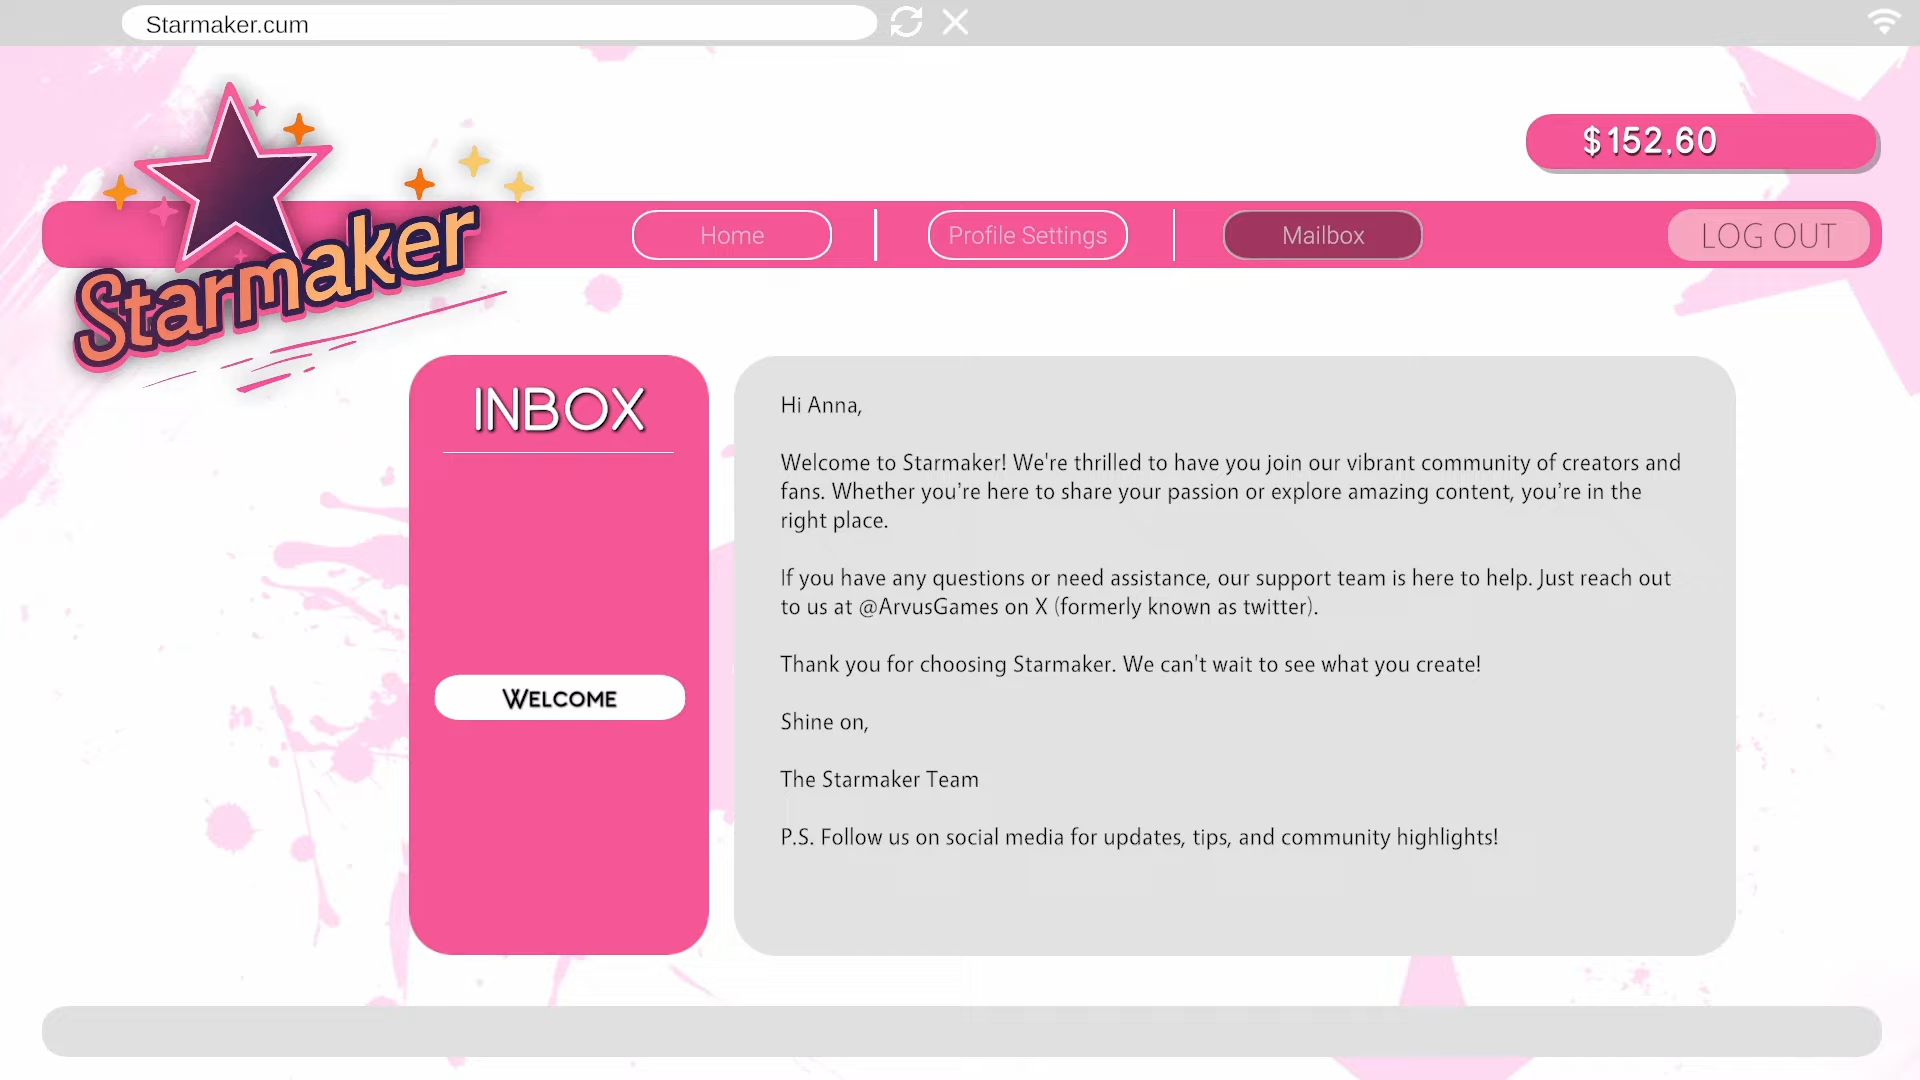 Starmaker.cum
$152,60
Starmaker
Home
Profile Settings
Mailbox
LOG OUT
INBOX
WELCOME
Hi Anna,
Welcome to Starmaker! We're thrilled to have you join our vibrant community of creators and
fans. Whether you’re here to share your passion or explore amazing content, you’re in the
right place.
If you have any questions or need assistance, our support team is here to help. Just reach out
to us at @ArvusGames on X (formerly known as twitter).
Thank you for choosing Starmaker. We can't wait to see what you create!
Shine on,
The Starmaker Team
P.S. Follow us on social media for updates, tips, and community highlights!